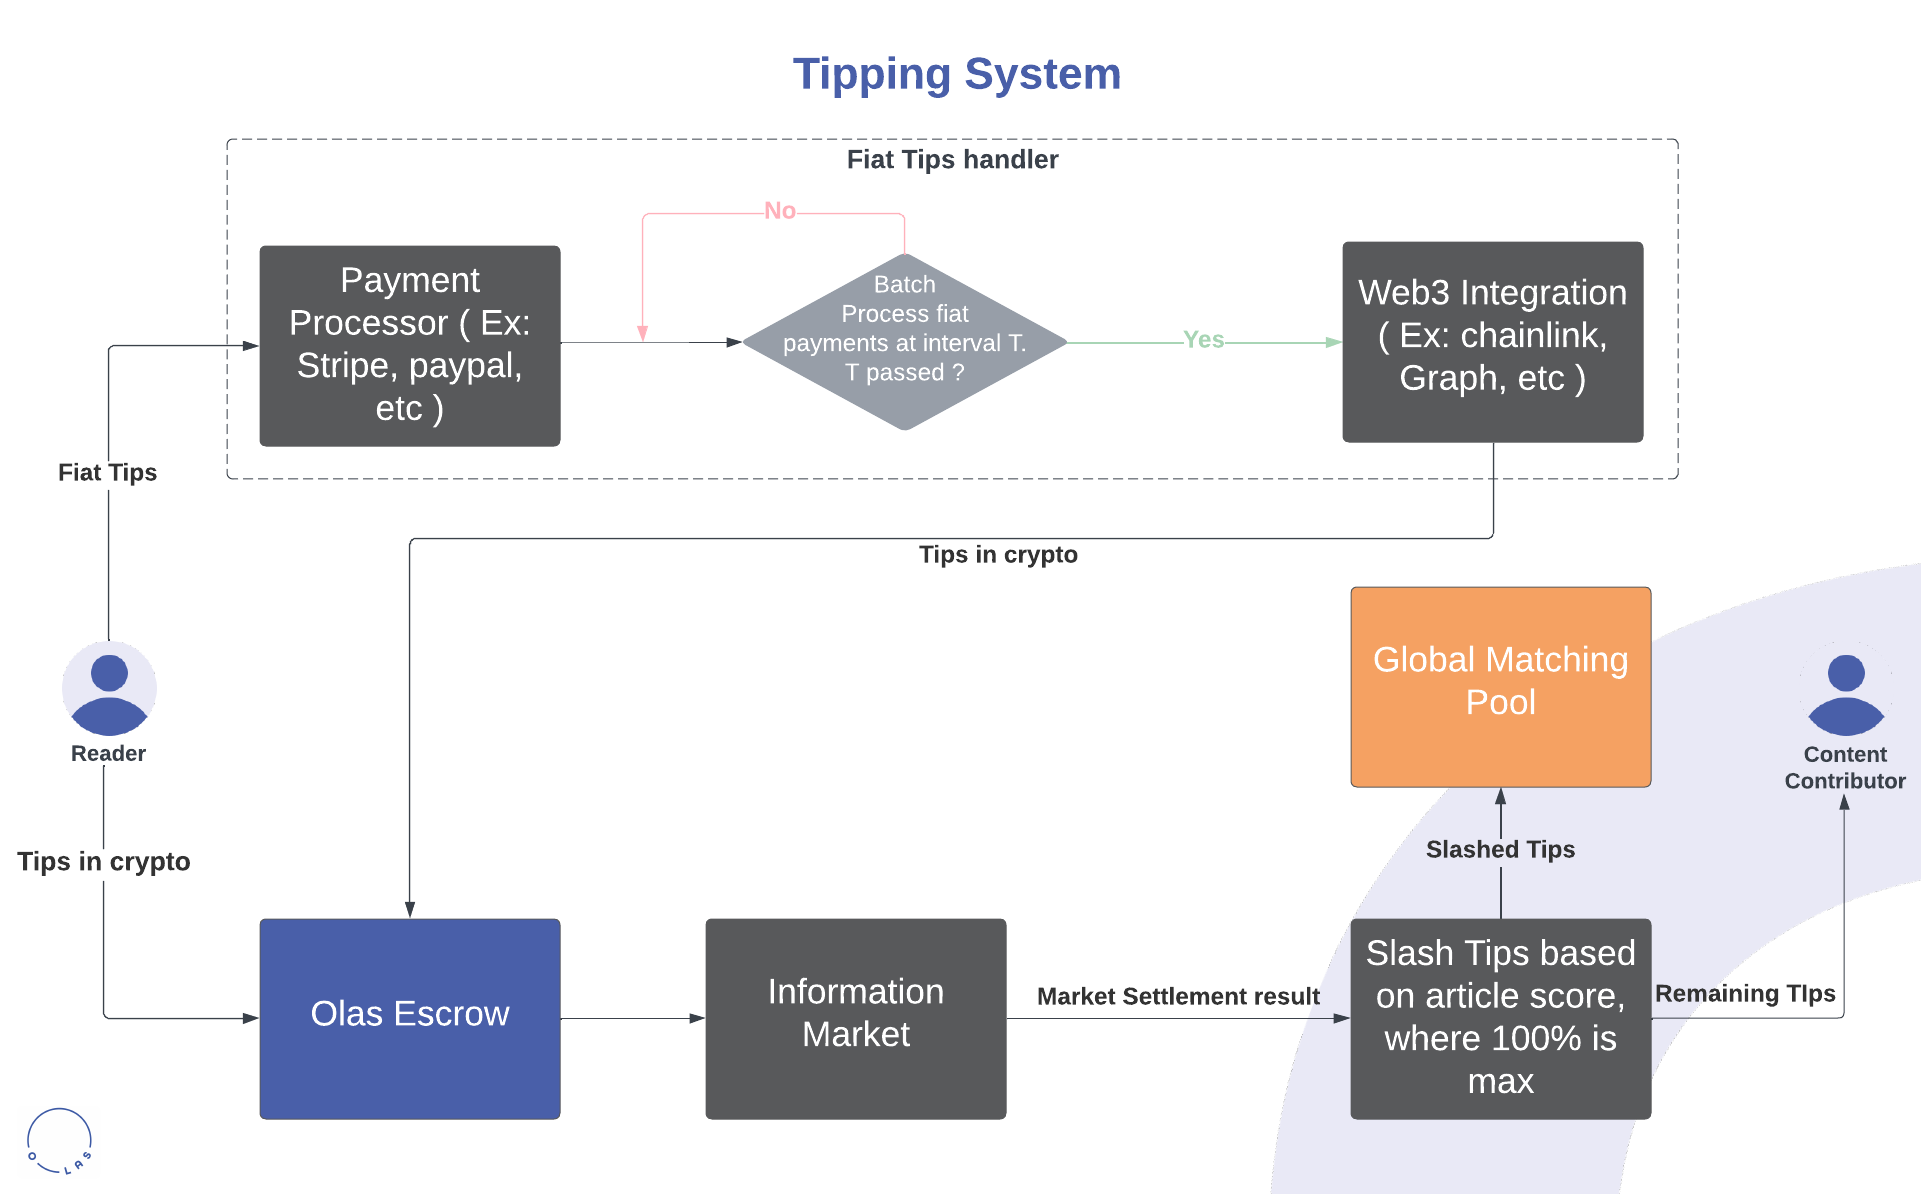 Tipping System
Fiat Tips handler
No
Payment
Processor ( Ex:
Stripe, paypal,
etc )
Batch
Process fiat
payments at interval T.
T passed ?
Yes
Web3 Integration
( Ex: chainlink,
Graph, etc )
Fiat Tips
Tips in crypto
Reader
Global Matching
Pool
Content
Contributor
Tips in crypto
Slashed Tips
Olas Escrow
Information
Market
Market Settlement result
Slash Tips based
on article score,
where 100% is
max
Remaining TIps
O LAS